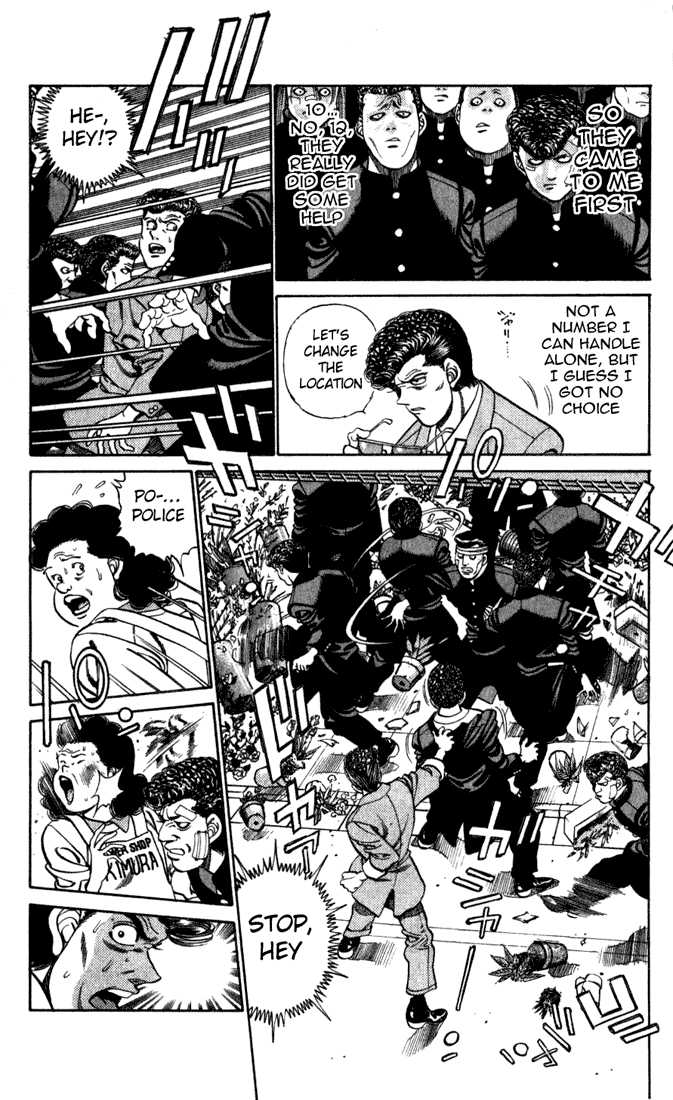 SO
THEY
CAME
TO ME
FIRST
10...
NO, 12,
THEY
REALLY
DID GET
SOME
HELP
HE-,
HEY!?
NOT A
NUMBER I
CAN HANDLE
ALONE, BUT
I GUESS I
GOT NO
CHOICE
LET'S
CHANGE
THE
LOCATION
STOP,
HEY
PO-...
POLICE
SHOP
KIMURA